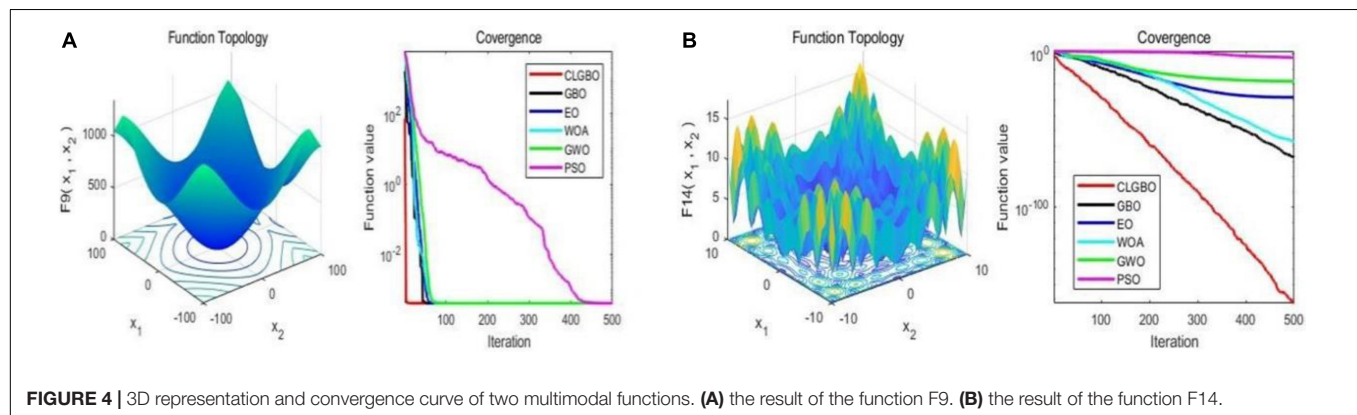 A
Function Topology
F9( x1 , x2 )
1000
500
0
100
0
-100
x1
-100
0
100
x2
Covergence
Function value
10^2
10^0
10^-2
CLGBO
GBO
EO
WOA
GWO
PSO
100 200 300 400 500
Iteration
B
Function Topology
F14( x1 , x2 )
15
10
5
0
10
0
-10
x1
-10
0
10
x2
Covergence
Function value
10^0
10^-100
CLGBO
GBO
EO
WOA
GWO
PSO
100 200 300 400 500
Iteration
FIGURE 4 | 3D representation and convergence curve of two multimodal functions. (A) the result of the function F9. (B) the result of the function F14.